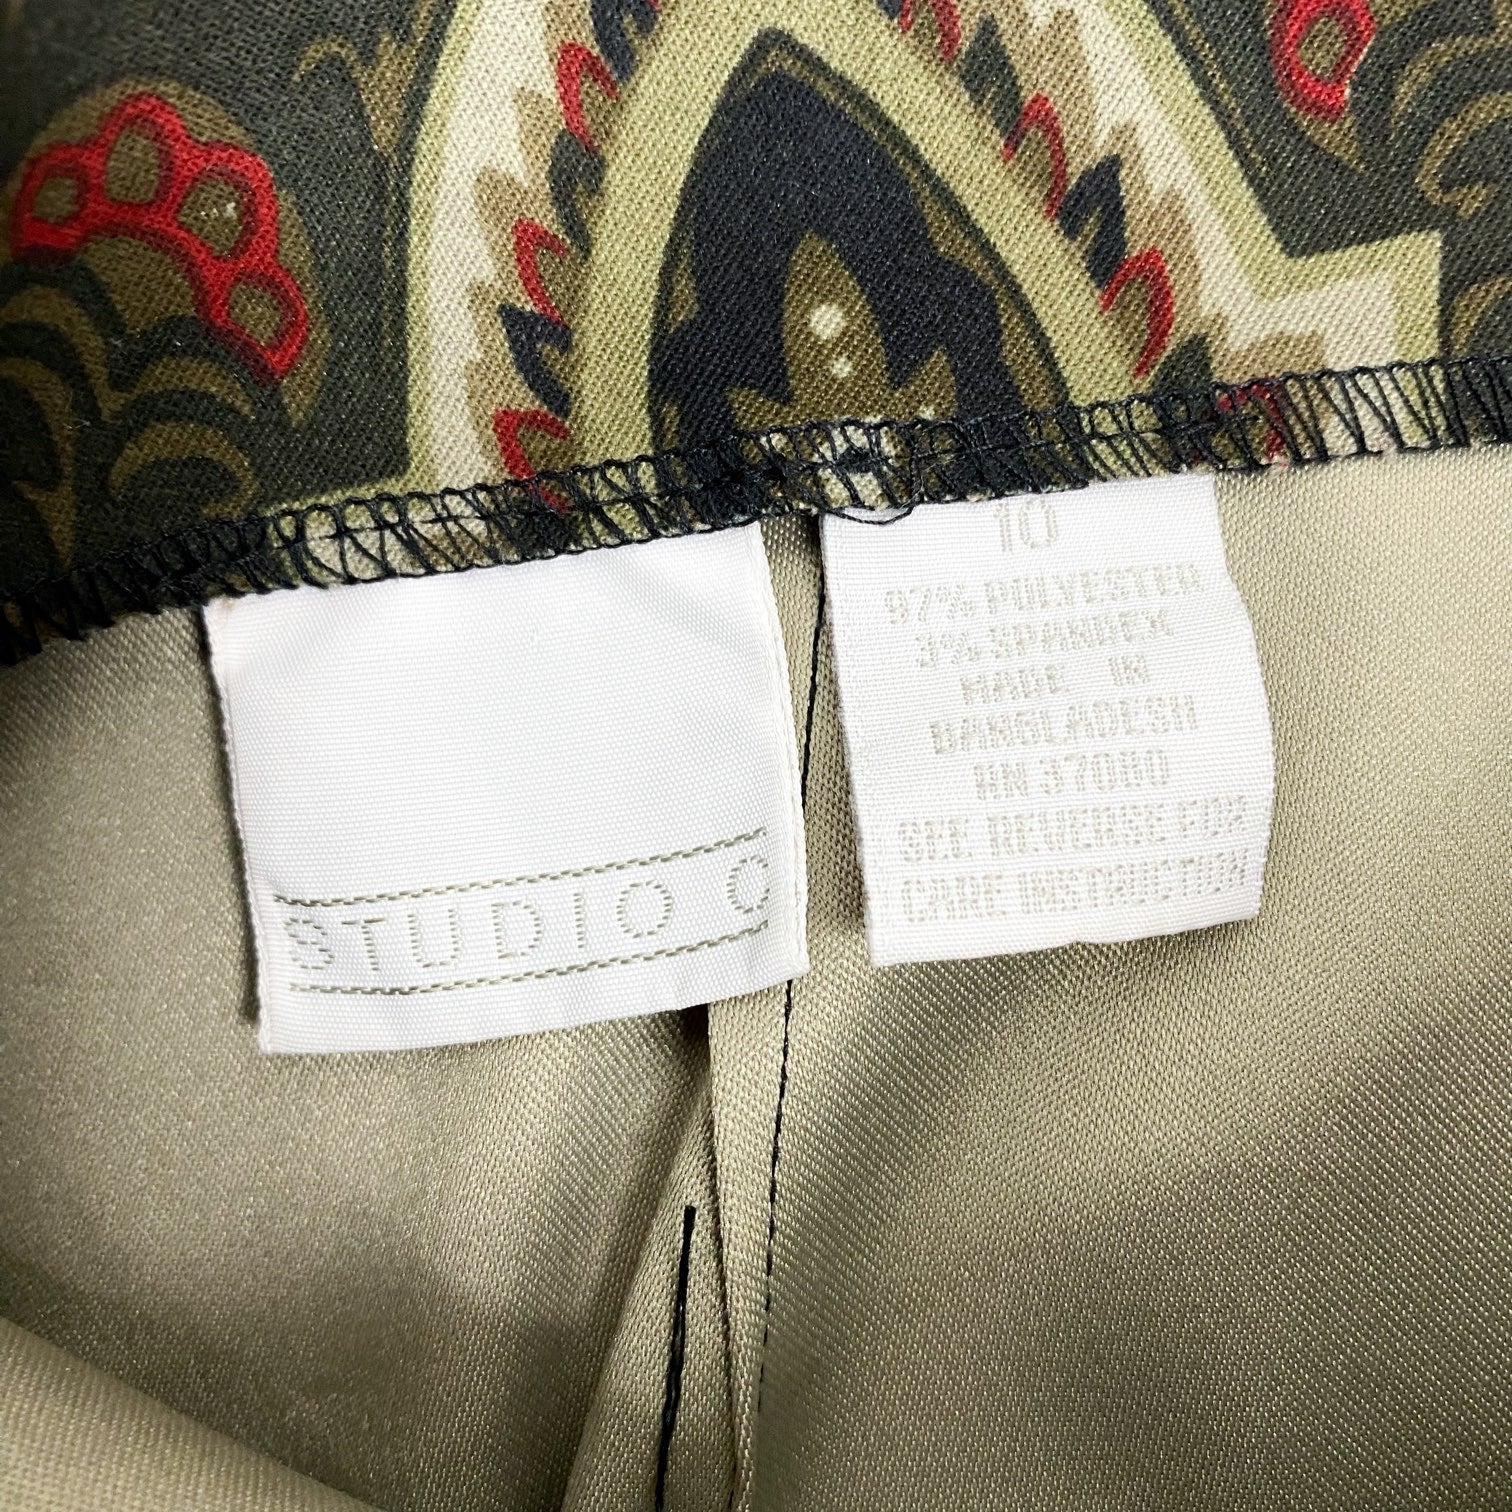 STUDIO C
10
97% POLYESTER
3% SPANDEX
MADE IN
BANGLADESH
RN 37080
SEE REVERSE FOR
CARE INSTRUCTION